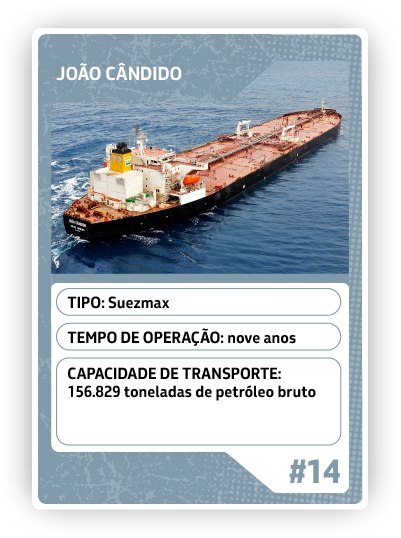 JOÃO CÂNDIDO
TIPO: Suezmax
TEMPO DE OPERAÇÃO: nove anos
CAPACIDADE DE TRANSPORTE:
156.829 toneladas de petróleo bruto
#14